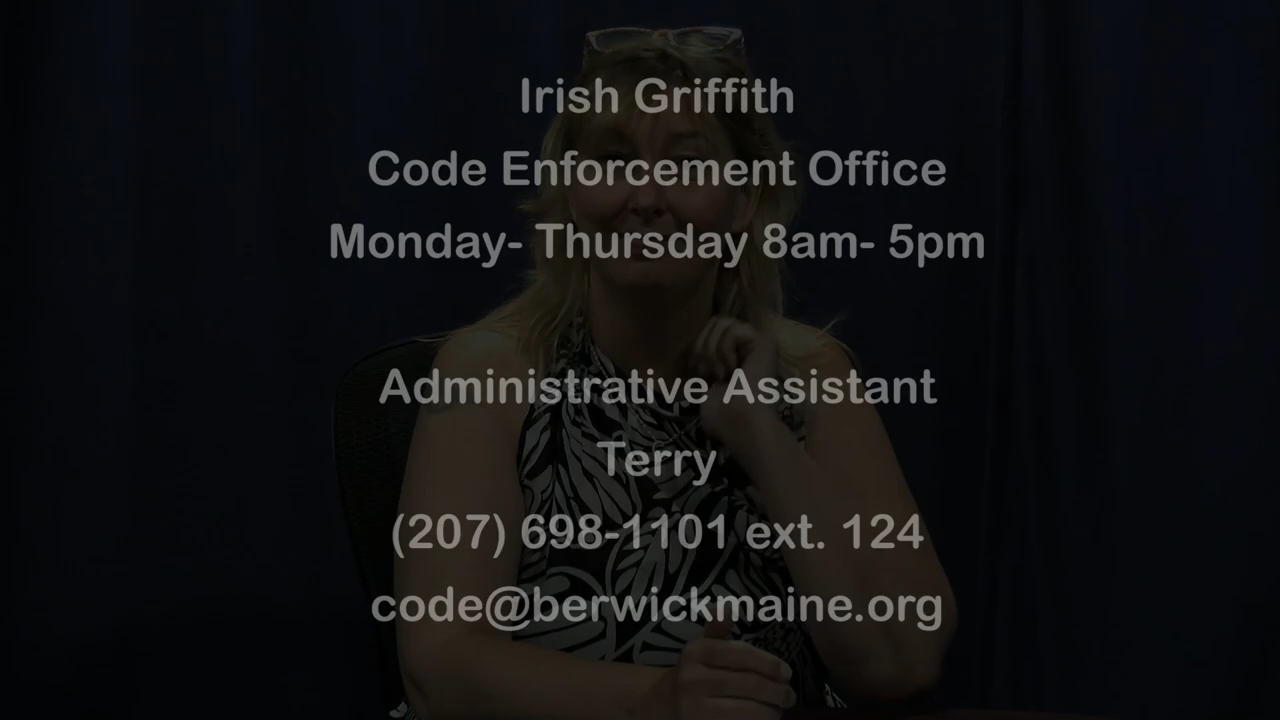 Irish Griffith
Code Enforcement Office
Monday- Thursday 8am- 5pm
Administrative Assistant
Terry
(207) 698-1101 ext. 124
code@berwickmaine.org